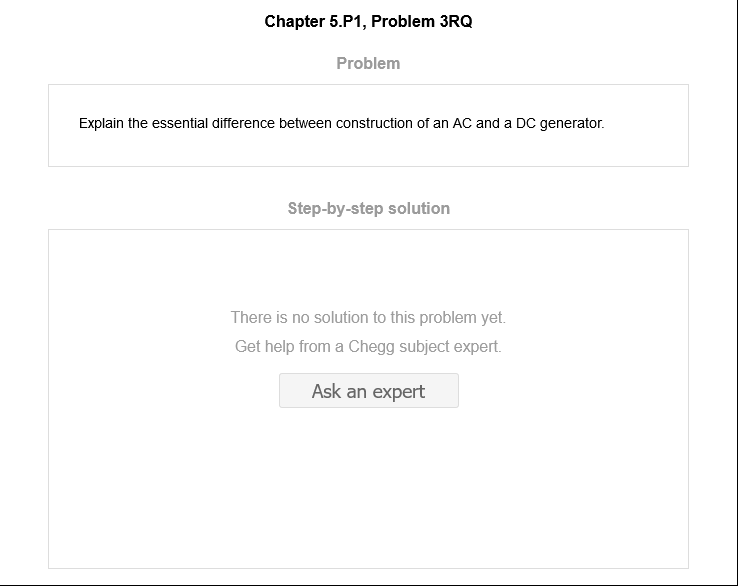 Chapter 5.P1, Problem 3RQ
Problem
Explain the essential difference between construction of an AC and a DC generator.
Step-by-step solution
There is no solution to this problem yet.
Get help from a Chegg subject expert.
Ask an expert